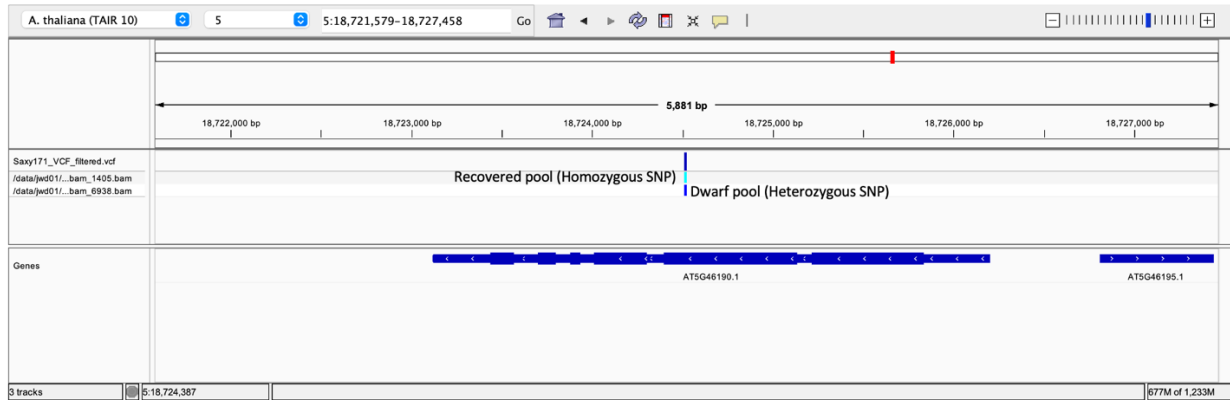 A. thaliana (TAIR 10) 5 5:18,721,579-18,727,458 Go
5,881 bp
18,722,000 bp 18,723,000 bp 18,724,000 bp 18,725,000 bp 18,726,000 bp 18,727,000 bp
Saxy171_VCF_filtered.vcf
/data/jwd01/...bam_1405.bam Recovered pool (Homozygous SNP)
/data/jwd01/...bam_6938.bam Dwarf pool (Heterozygous SNP)
Genes
AT5G46190.1 AT5G46195.1
3 tracks 5:18,724,387 677M of 1,233M